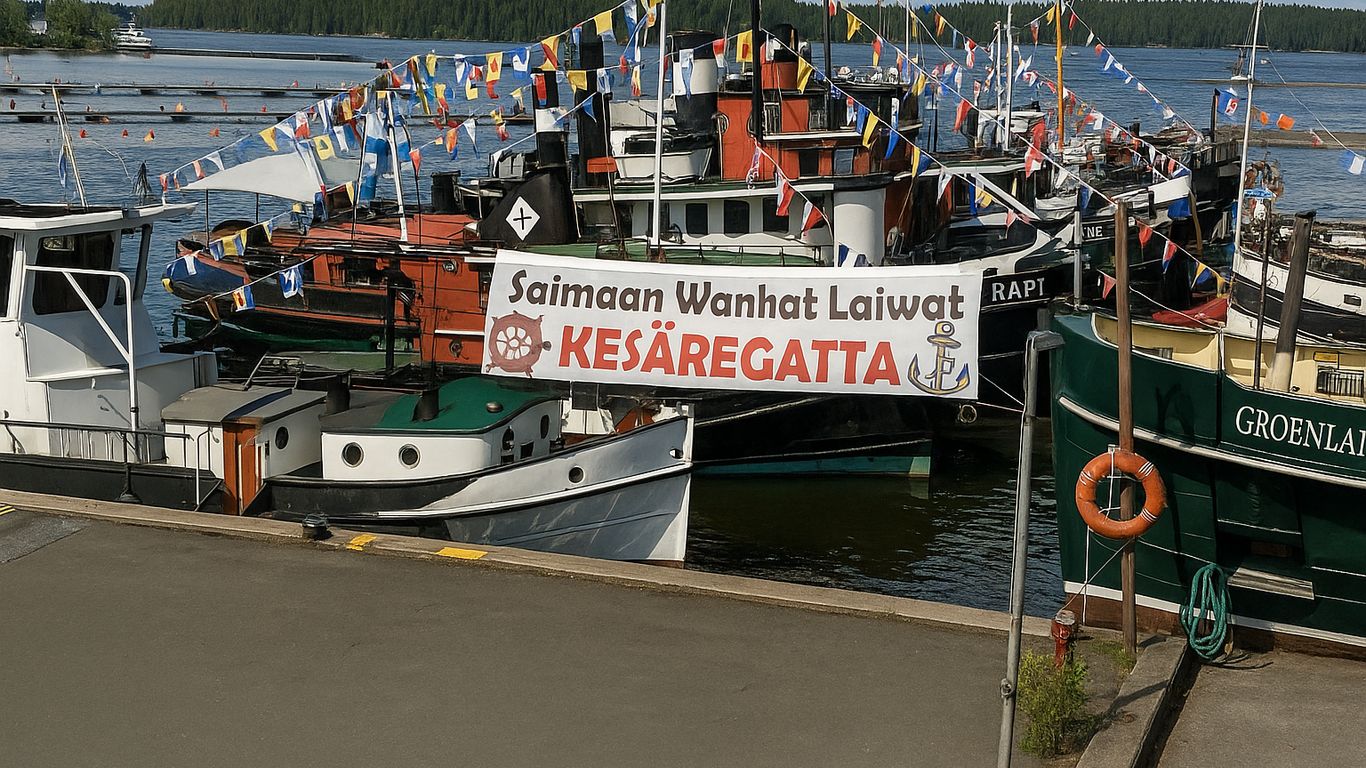 Saimaan Wanhat Laiwat
KESÄREGATTA
RAPI
GROENLA